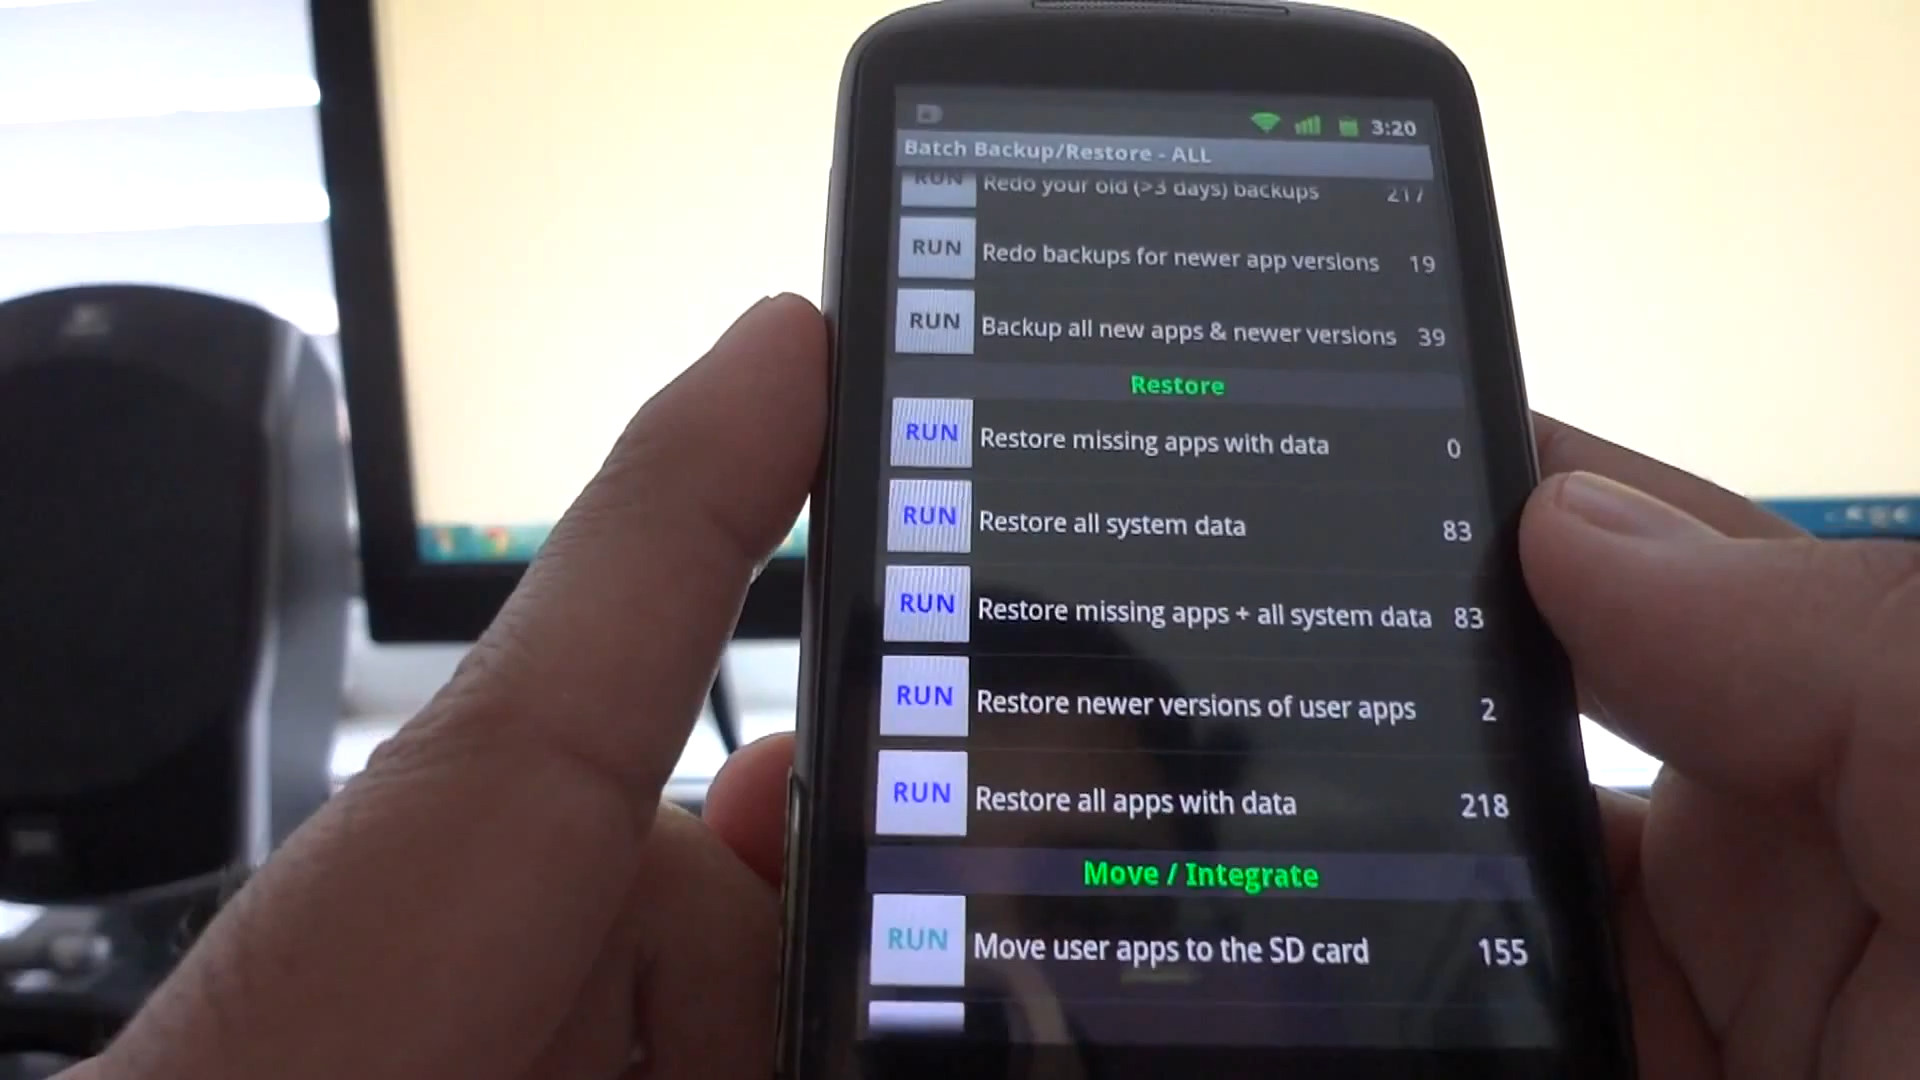 3:20
Batch Backup/Restore - ALL
RUN Redo your old (>3 days) backups 217
RUN Redo backups for newer app versions 19
RUN Backup all new apps & newer versions 39
Restore
RUN Restore missing apps with data 0
RUN Restore all system data 83
RUN Restore missing apps + all system data 83
RUN Restore newer versions of user apps 2
RUN Restore all apps with data 218
Move / Integrate
RUN Move user apps to the SD card 155